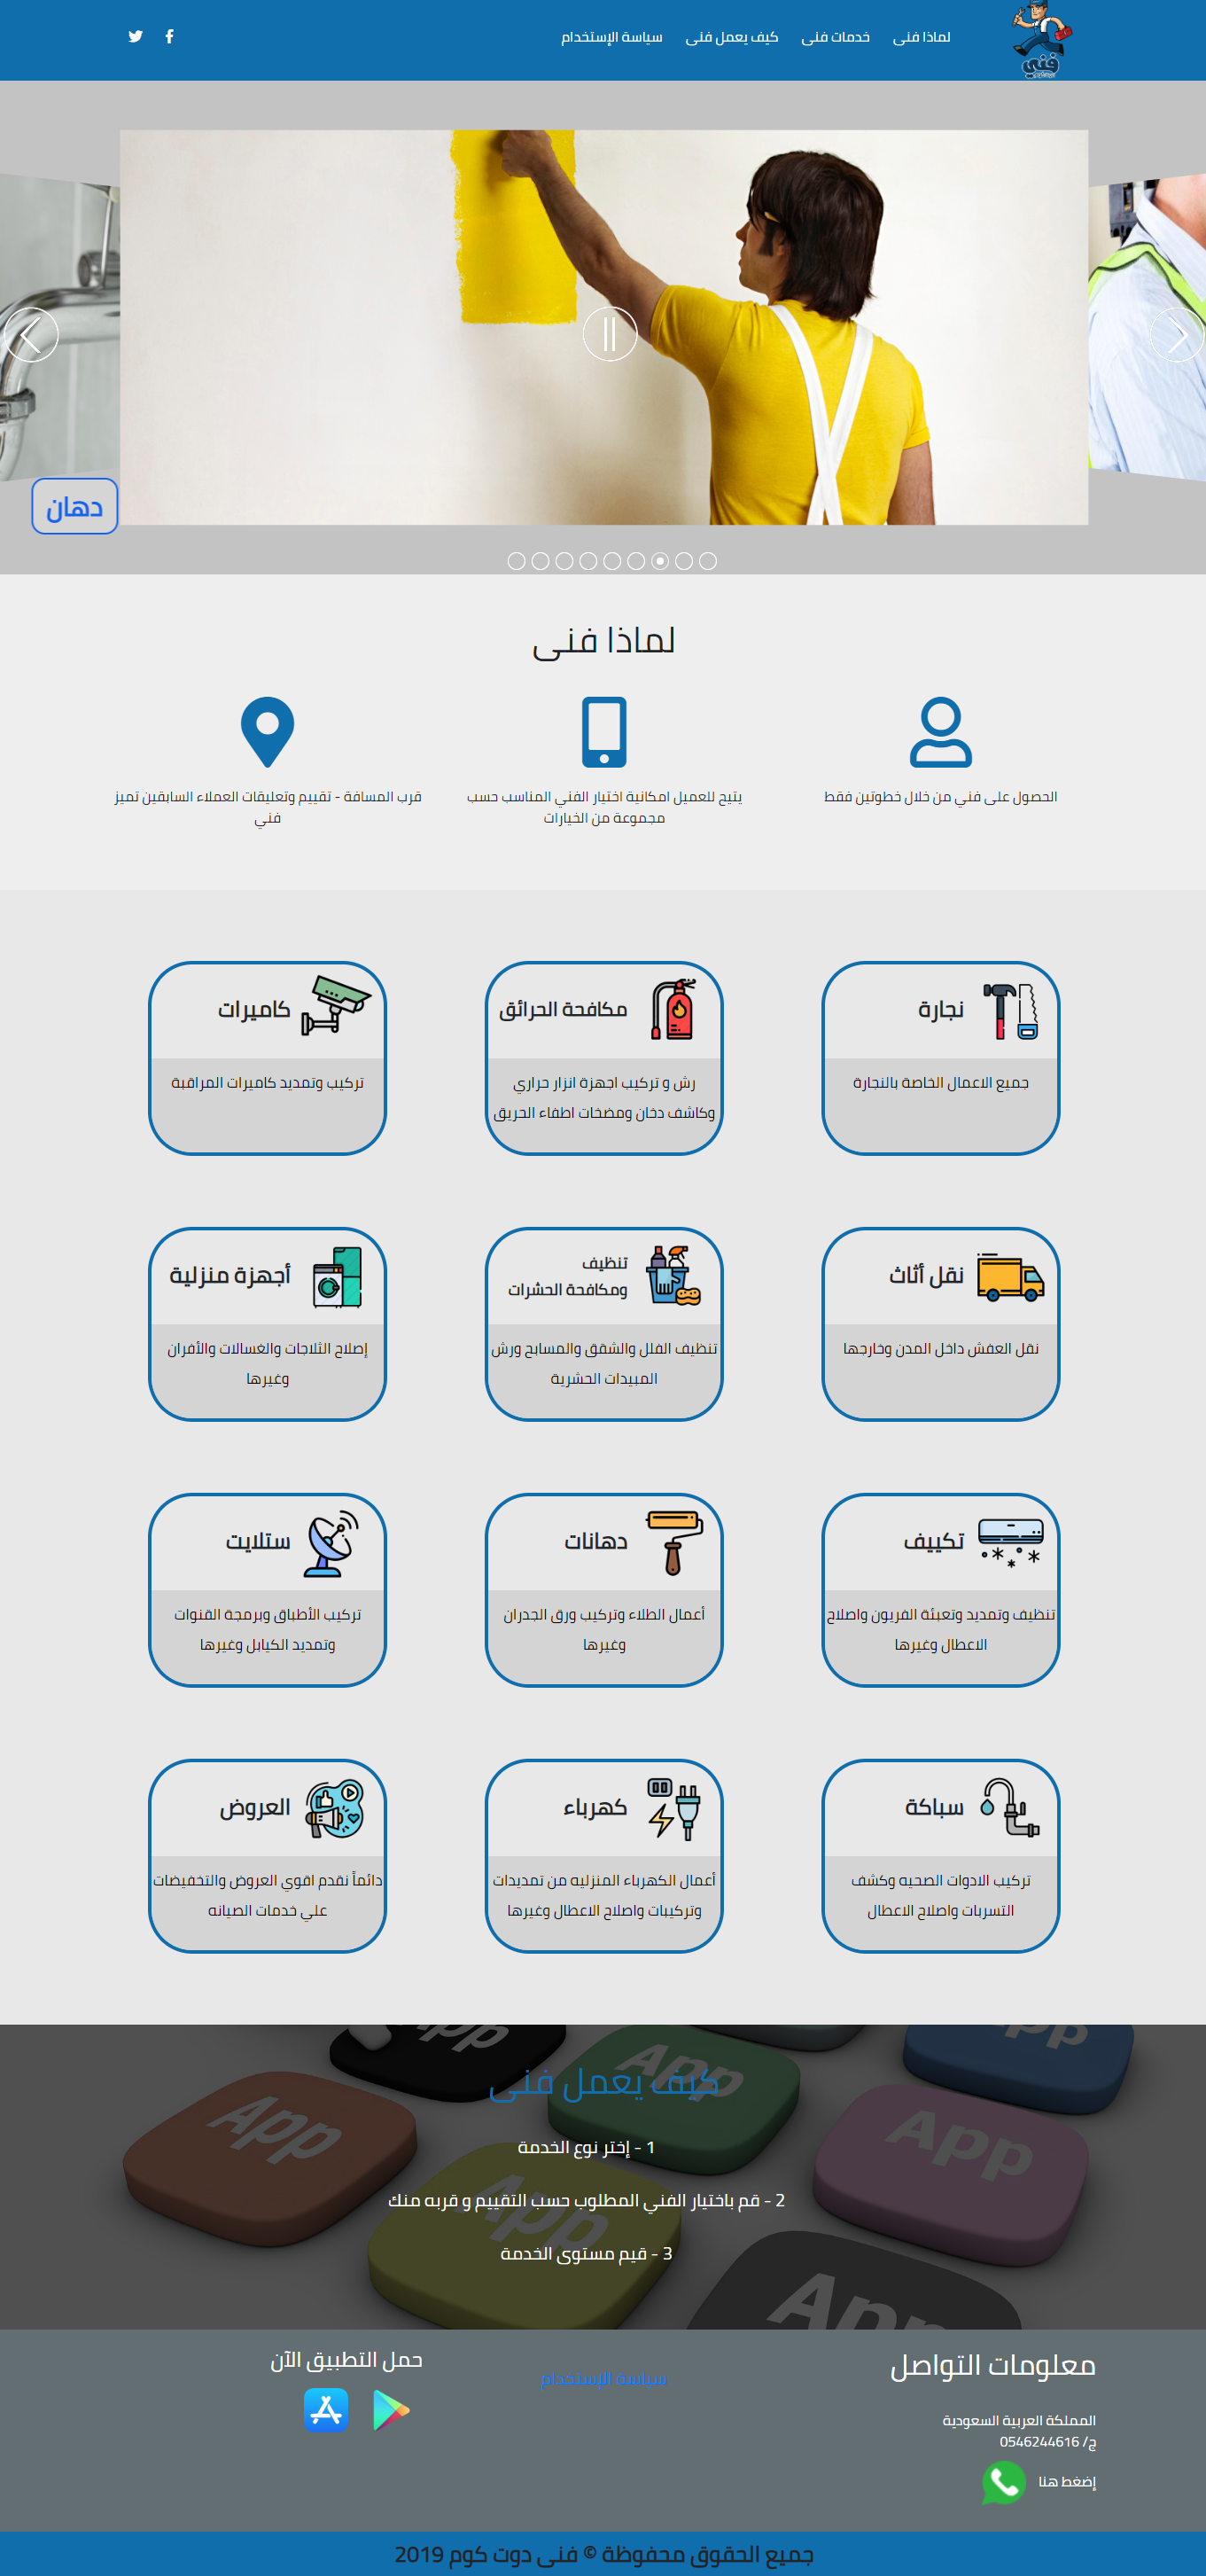 فني
لماذا فنى
خدمات فنى
كيف يعمل فنى
سياسة الإستخدام
دهان
لماذا فنى
الحصول على فني من خلال خطوتين فقط
يتيح للعميل امكانية اختيار الفني المناسب حسب
مجموعة من الخيارات
قرب المسافة - تقييم وتعليقات العملاء السابقين تميز
فني
نجارة
جميع الاعمال الخاصة بالنجارة
مكافحة الحرائق
رش و تركيب اجهزة انزار حراري
وكاشف دخان ومضخات اطفاء الحريق
كاميرات
تركيب وتمديد كاميرات المراقبة
نقل أثاث
نقل العفش داخل المدن وخارجها
تنظيف
ومكافحة الحشرات
تنظيف الفلل والشقق والمسابح ورش
المبيدات الحشرية
أجهزة منزلية
إصلاح الثلاجات والغسالات والأفران
وغيرها
تكييف
تنظيف وتمديد وتعبئة الفريون واصلاح
الاعطال وغيرها
دهانات
أعمال الطلاء وتركيب ورق الجدران
وغيرها
ستلايت
تركيب الأطباق وبرمجة القنوات
وتمديد الكيابل وغيرها
سباكة
تركيب الادوات الصحيه وكشف
التسربات واصلاح الاعطال
كهرباء
أعمال الكهرباء المنزليه من تمديدات
وتركيبات واصلاح الاعطال وغيرها
العروض
دائماً نقدم اقوي العروض والتخفيضات
علي خدمات الصيانه
App
App
App
App
App
App
App
كيف يعمل فنى
1 - إختر نوع الخدمة
2 - قم باختيار الفني المطلوب حسب التقييم و قربه منك
3 - قيم مستوى الخدمة
معلومات التواصل
المملكة العربية السعودية
ج/ 0546244616
إضغط هنا
سياسة الإستخدام
حمل التطبيق الآن
جميع الحقوق محفوظة © فنى دوت كوم 2019